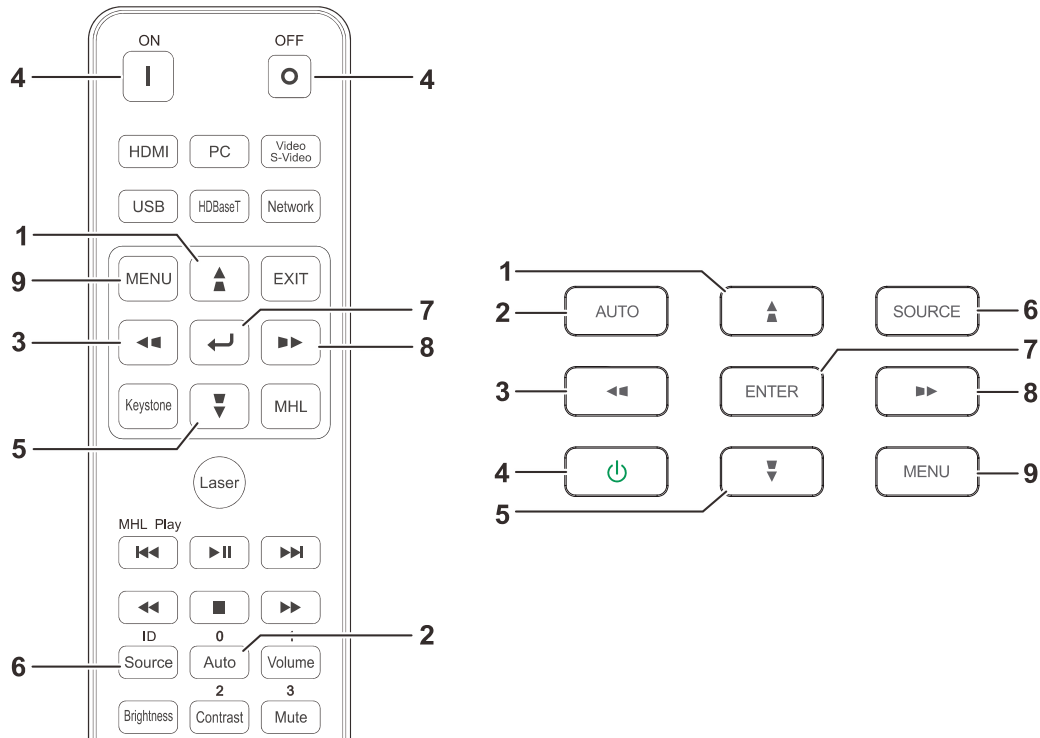 ON OFF
4 4
HDMI PC Video S-Video
USB HDBaseT Network
1
9 MENU EXIT
7
3 8
Keystone MHL
5
Laser
MHL Play
ID 0 :
2
6 Source Auto Volume
2 3
Brightness Contrast Mute
1
2 AUTO SOURCE 6
7
3 ENTER 8
4 MENU 9
5